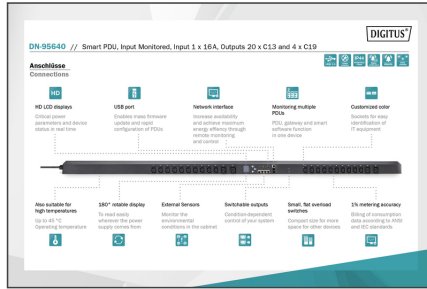 DIGITUS®
DN-95640 // Smart PDU, Input Monitored, Input 1 x 16A, Outputs 20 x C13 and 4 x C19
Anschlüsse
Connections
HD
HD LCD displays
Critical power
parameters and device
status in real time
USB port
Enables mass firmware
update and rapid
configuration of PDUs
Network interface
Increase availability
and achieve maximum
energy efficiency through
remote monitoring
and control
Monitoring multiple
PDUs
PDU, gateway and smart
software function
in one device
Customized color
Sockets for easy
identification of
IT equipment
Also suitable for
high temperatures
Up to 45 °C
Operating temperature
180° rotatable display
To read easily
wherever the power
supply comes from
External Sensors
Monitor the
environmental
conditions in the cabinet
Switchable outputs
Condition-dependent
control of your system
Small, flat overload
switches
Compact size for more
space for other devices
1% metering accuracy
Billing of consumption
data according to ANSI
and IEC standards